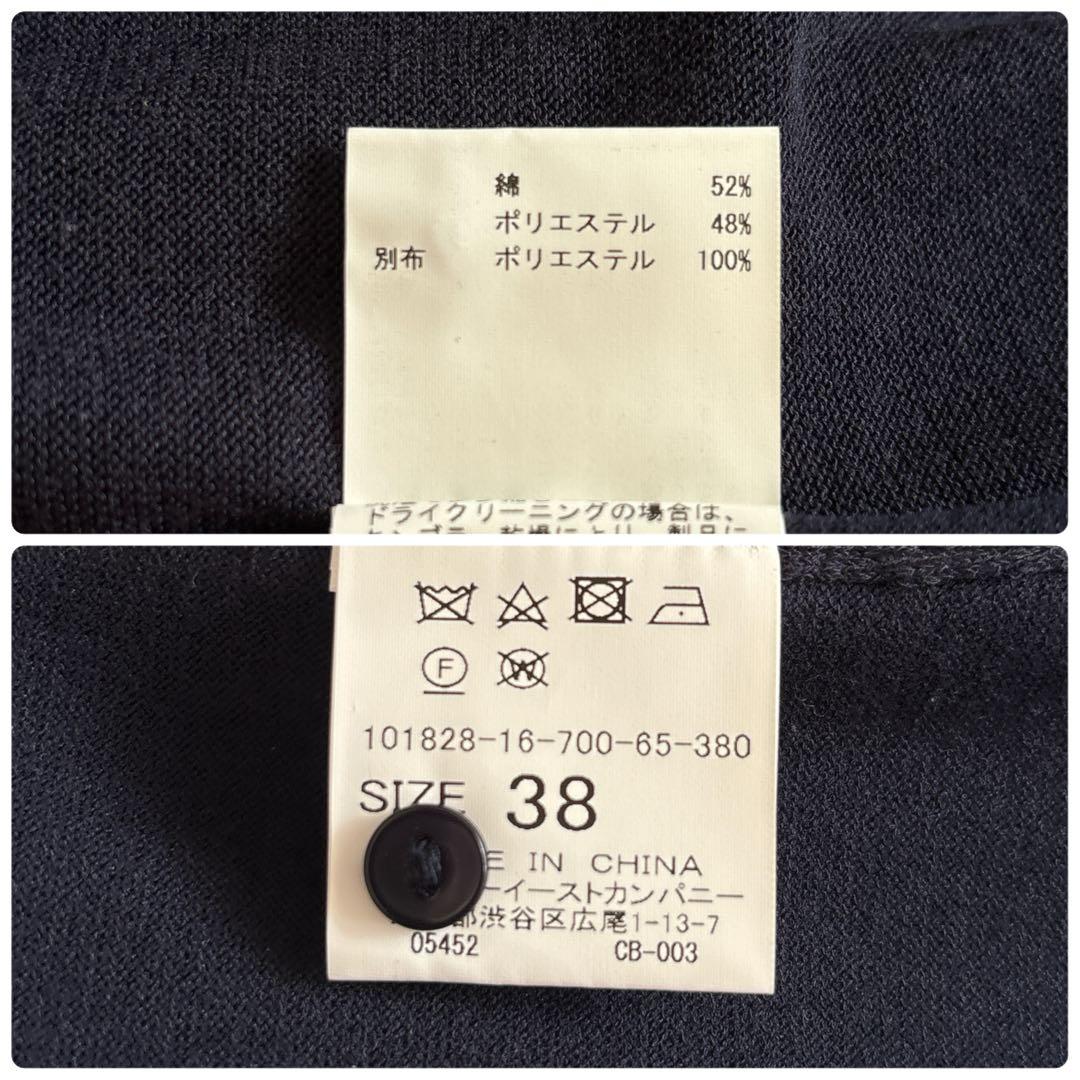 綿 52%
ポリエステル 48%
別布 ポリエステル 100%
ドライクリーニングの場合は、
F
W
101828-16-700-65-380
SIZE 38
E IN CHINA
ーイーストカンパニー
都渋谷区広尾1-13-7
05452 CB-003